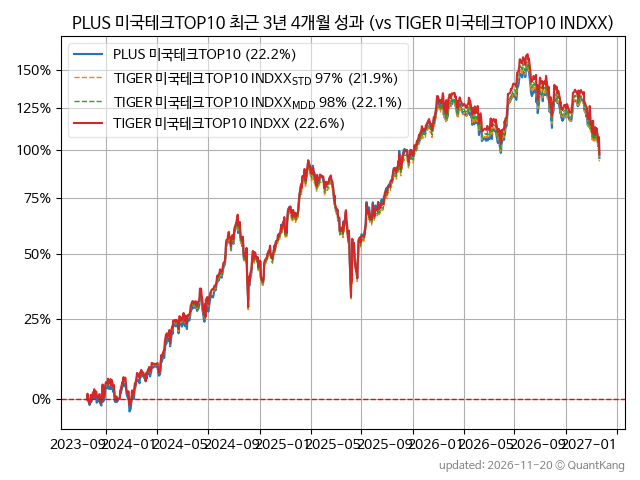 PLUS 미국테크TOP10 최근 3년 4개월 성과 (vs TIGER 미국테크TOP10 INDXX)
PLUS 미국테크TOP10 (22.2%)
TIGER 미국테크TOP10 INDXX_STD 97% (21.9%)
TIGER 미국테크TOP10 INDXX_MDD 98% (22.1%)
TIGER 미국테크TOP10 INDXX (22.6%)
150%
125%
100%
75%
50%
25%
0%
2023-09 2024-01 2024-05 2024-09 2025-01 2025-05 2025-09 2026-01 2026-05 2026-09 2027-01
updated: 2026-11-20 © QuantKang